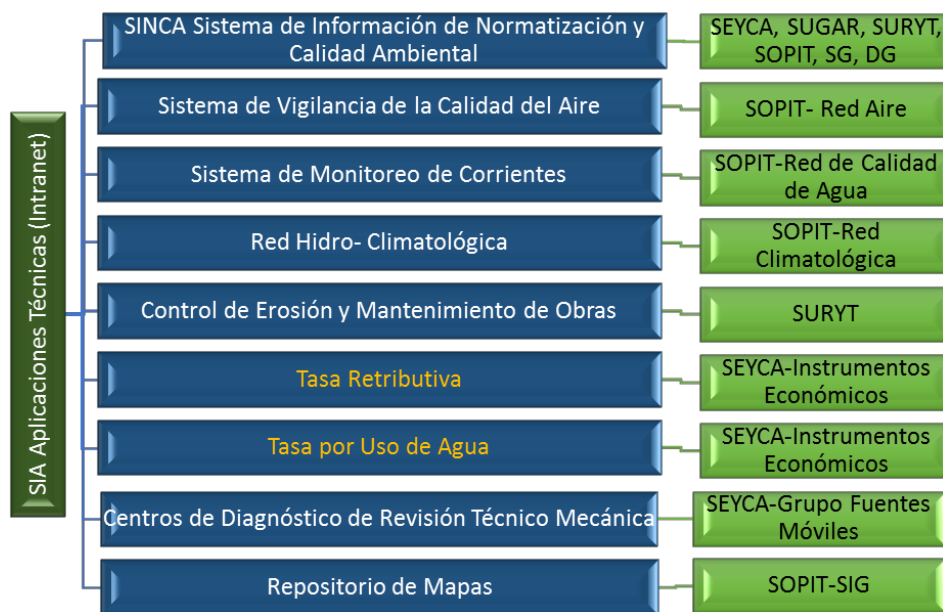 SIA Aplicaciones Técnicas (Intranet)
SINCA Sistema de Información de Normatización y
Calidad Ambiental
SEYCA, SUGAR, SURYT,
SOPIT, SG, DG
Sistema de Vigilancia de la Calidad del Aire
SOPIT- Red Aire
Sistema de Monitoreo de Corrientes
SOPIT-Red de Calidad
de Agua
Red Hidro- Climatológica
SOPIT-Red
Climatológica
Control de Erosión y Mantenimiento de Obras
SURYT
Tasa Retributiva
SEYCA-Instrumentos
Económicos
Tasa por Uso de Agua
SEYCA-Instrumentos
Económicos
Centros de Diagnóstico de Revisión Técnico Mecánica
SEYCA-Grupo Fuentes
Móviles
Repositorio de Mapas
SOPIT-SIG